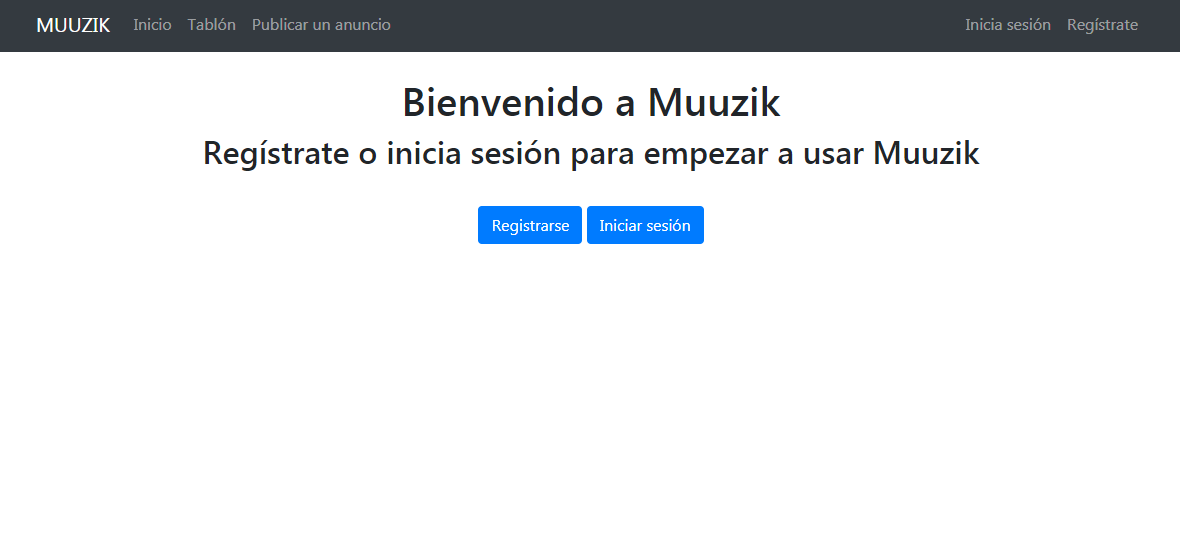 MUUZIK Inicio Tablón Publicar un anuncio Inicia sesión Regístrate
Bienvenido a Muuzik
Regístrate o inicia sesión para empezar a usar Muuzik
Registrarse Iniciar sesión